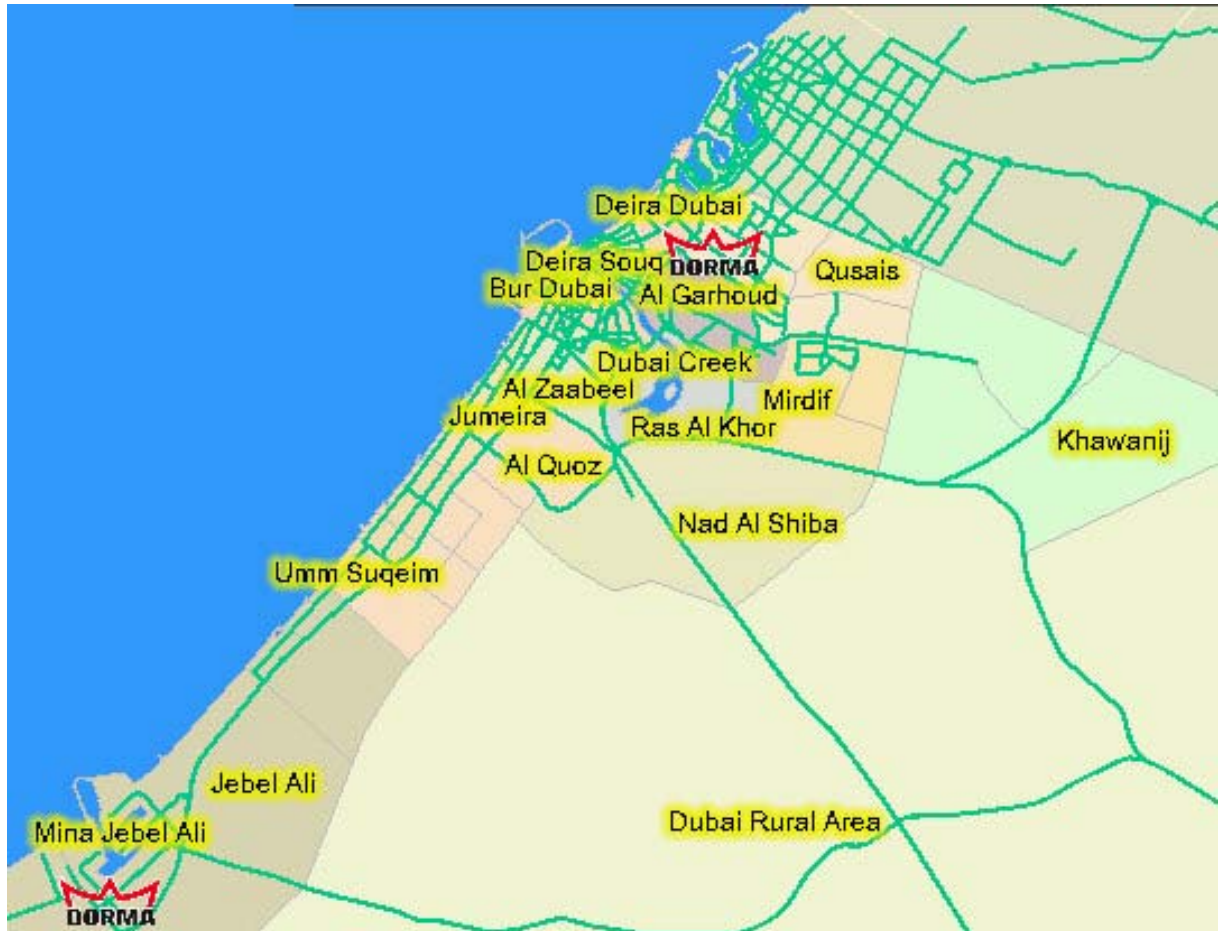 Deira Dubai
Deira Souq
DORMA
Qusais
Bur Dubai
Al Garhoud
Dubai Creek
Al Zaabeel
Mirdif
Jumeira
Ras Al Khor
Khawanij
Al Quoz
Nad Al Shiba
Umm Suqeim
Jebel Ali
Mina Jebel Ali
Dubai Rural Area
DORMA